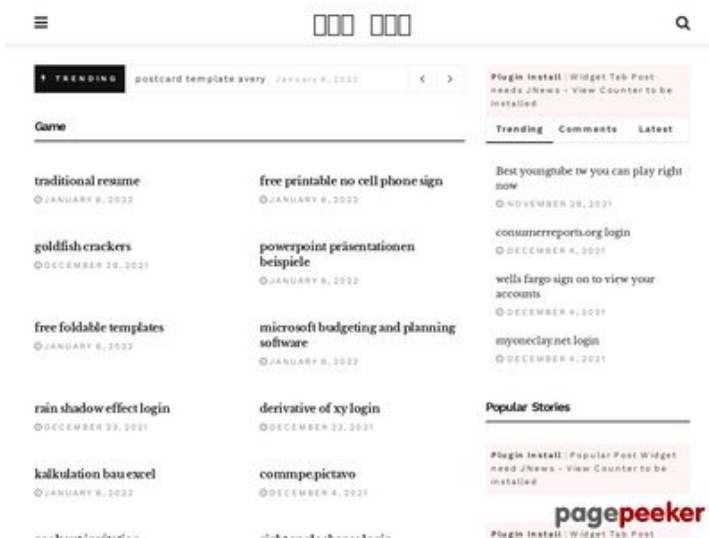 TRENDING postcard template avery January 6, 2022
Game
traditional resume
JANUARY 6, 2022
free printable no cell phone sign
JANUARY 6, 2022
goldfish crackers
DECEMBER 28, 2021
powerpoint präsentationen
beispiele
JANUARY 6, 2022
free foldable templates
JANUARY 6, 2022
microsoft budgeting and planning
software
JANUARY 6, 2022
rain shadow effect login
DECEMBER 23, 2021
derivative of xy login
DECEMBER 23, 2021
kalkulation bau excel
JANUARY 6, 2022
commpe.pictavo
DECEMBER 4, 2021
Plugin Install : Widget Tab Post
needs JNews - View Counter to be
installed
Trending Comments Latest
Best youngtube tw you can play right
now
NOVEMBER 28, 2021
consumerreports.org login
DECEMBER 4, 2021
wells fargo sign on to view your
accounts
DECEMBER 4, 2021
myoneclay.net login
DECEMBER 4, 2021
Popular Stories
Plugin Install : Popular Post Widget
need JNews - View Counter to be
installed
Plugin Install : Widget Tab Post
pagepeeker